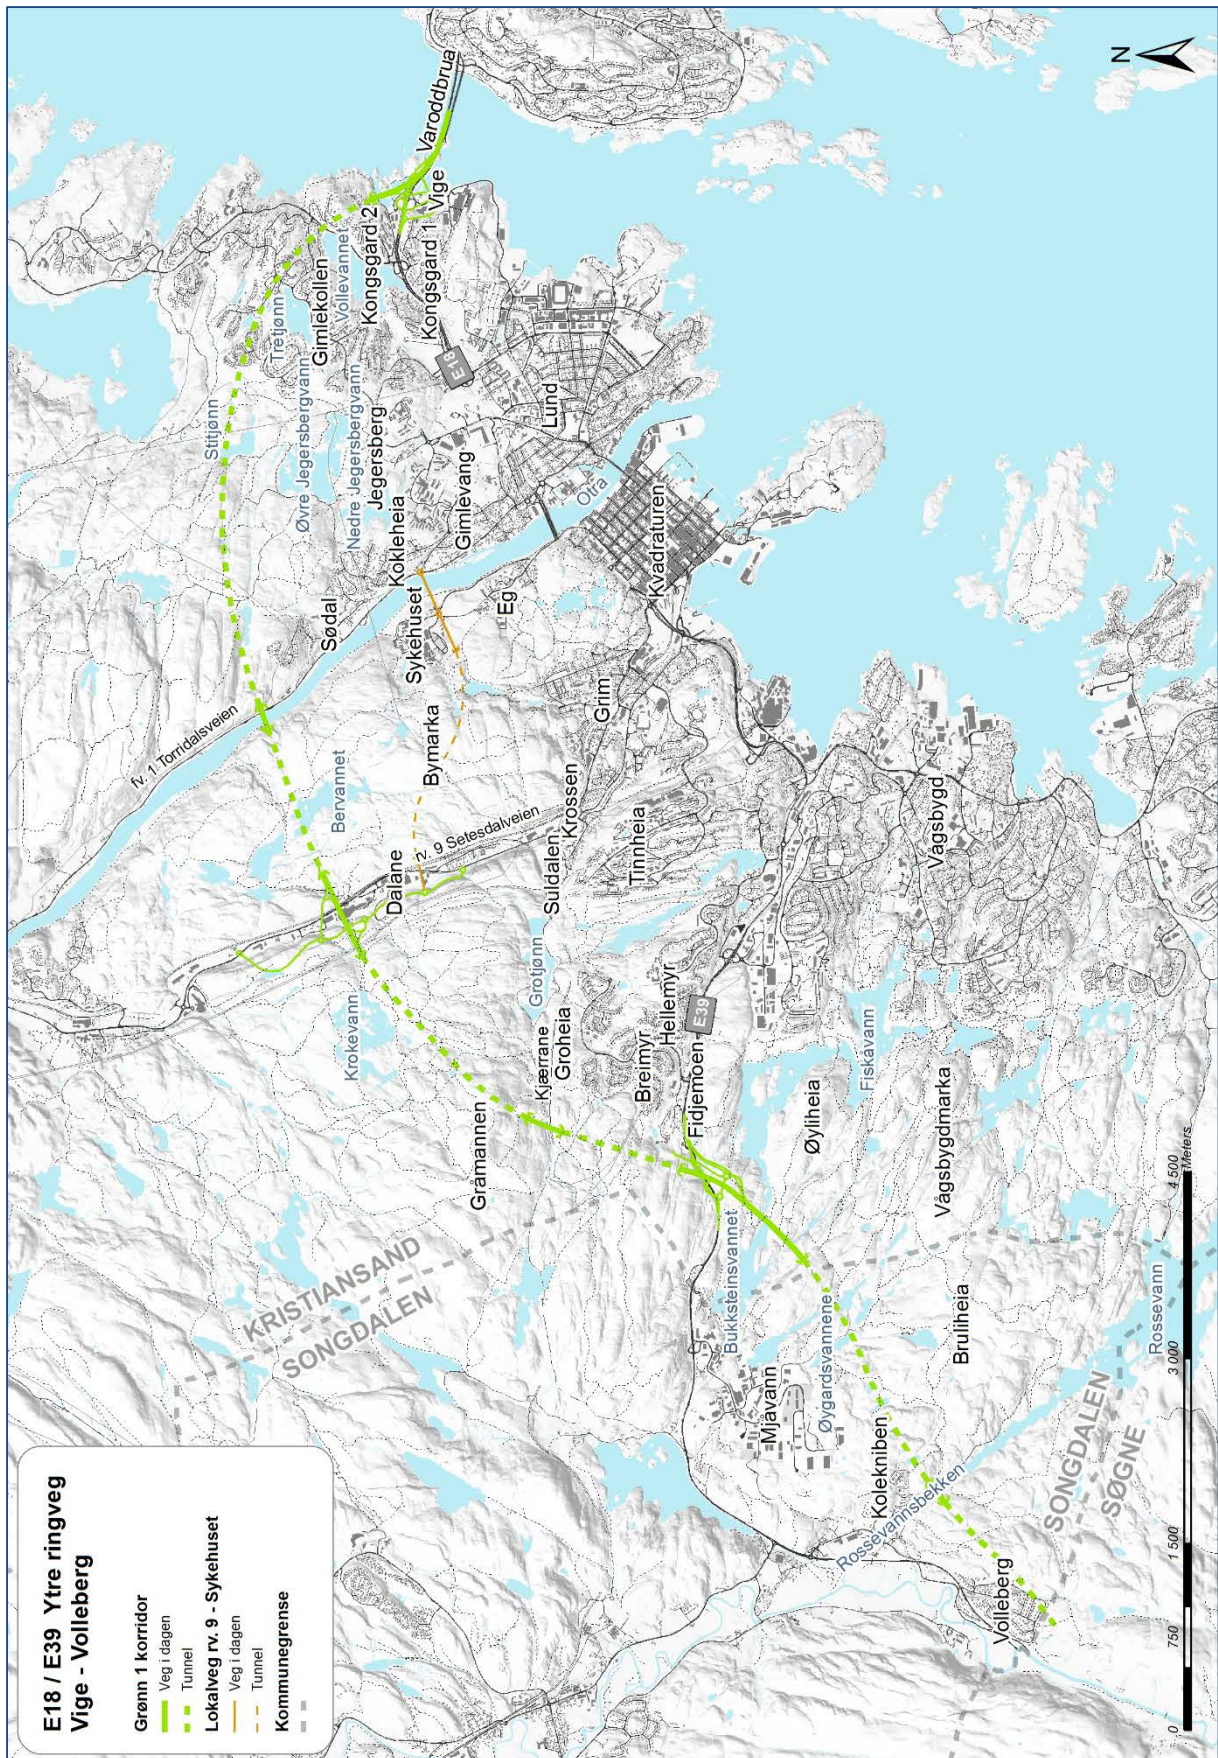 E18 / E39 Ytre ringveg
Vige - Volleberg
Grønn 1 korridor
Veg i dagen
Tunnel
Lokalveg rv. 9 - Sykehuset
Veg i dagen
Tunnel
Kommunegrense
N
KRISTIANSAND
SONGDALEN
Krokevann
Bervannet
fv. 1 Torridalsveien
Stitjønn
Tretjønn
Gimlekollen
Vollevannet
Kongsgård 2
Varoddbrua
Vige
Kongsgård 1
E18
Øvre Jegersbergvann
Nedre Jegersbergvann
Jegersberg
Kokleheia
Gimlevang
Sødal
Sykehuset
Eg
Lund
Otra
Kvadraturen
Bymarka
Dalane
rv. 9 Setesdalveien
Gråmannen
Kjærrane
Groheia
Grotjønn
Suldalen
Krossen
Grim
Tinnheia
Breimyr
Hellemyr
E39
Fidjemoen
Bukksteinsvannet
Mjåvann
Øygardsvannene
Øyliheia
Fiskåvann
Vågsbygd
Vågsbygdmarka
Kolekniben
Rossevannsbekken
Bruliheia
Volleberg
SONGDALEN
SØGNE
Rossevann
0
750
1 500
3 000
4 500
Meters